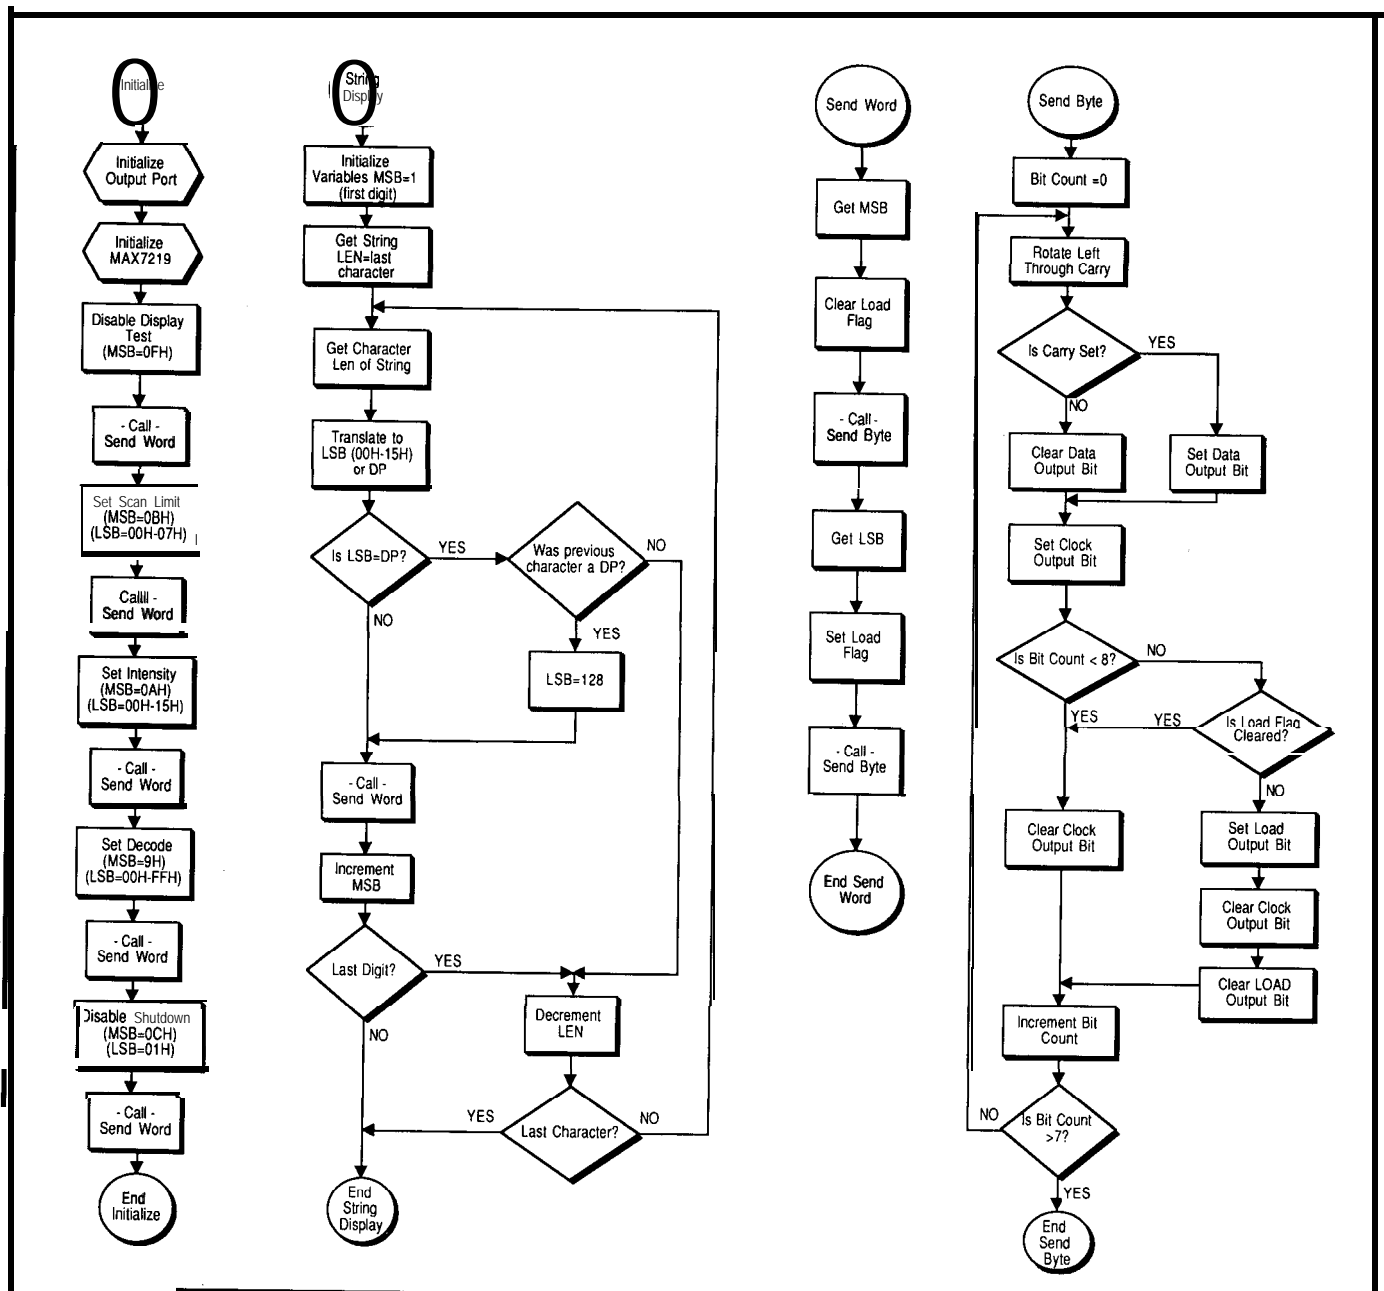 Initialize
Initialize
Output Port
Initialize
MAX7219
Disable Display
Test
(MSB=0FH)
- Call -
Send Word
Set Scan Limit
(MSB=0BH)
(LSB=00H-07H)
Callll -
Send Word
Set Intensity
(MSB=0AH)
(LSB=00H-15H)
- Call -
Send Word
Set Decode
(MSB=9H)
(LSB=00H-FFH)
- Call -
Send Word
Disable Shutdown
(MSB=0CH)
(LSB=01H)
- Call -
Send Word
End
Initialize
String
Display
Initialize
Variables MSB=1
(first digit)
Get String
LEN=last
character
Get Character
Len of String
Translate to
LSB (00H-15H)
or DP
Is LSB=DP?
YES
NO
Was previous
character a DP?
NO
YES
LSB=128
- Call -
Send Word
Increment
MSB
Last Digit?
YES
NO
Decrement
LEN
Last Character?
YES
NO
End
String
Display
Send Word
Get MSB
Clear Load
Flag
- Call -
Send Byte
Get LSB
Set Load
Flag
- Call -
Send Byte
End Send
Word
Send Byte
Bit Count =0
Rotate Left
Through Carry
Is Carry Set?
YES
NO
Clear Data
Output Bit
Set Data
Output Bit
Set Clock
Output Bit
Is Bit Count < 8?
NO
YES
YES
Is Load Flag
Cleared?
NO
Clear Clock
Output Bit
Set Load
Output Bit
Clear Clock
Output Bit
Clear LOAD
Output Bit
Increment Bit
Count
Is Bit Count
>7?
NO
YES
End
Send
Byte